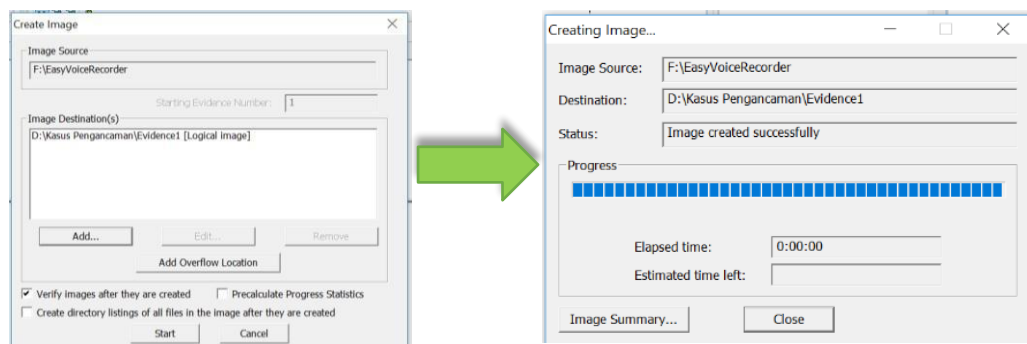 Create Image
Image Source
F:\EasyVoiceRecorder
Starting Evidence Number: 1
Image Destination(s)
D:\Kasus Pengancaman\Evidence1 [Logical image]
Add...
Edit...
Remove
Add Overflow Location
Verify images after they are created
Precalculate Progress Statistics
Create directory listings of all files in the image after they are created
Start
Cancel
Creating Image...
Image Source: F:\EasyVoiceRecorder
Destination: D:\Kasus Pengancaman\Evidence1
Status: Image created successfully
Progress
Elapsed time: 0:00:00
Estimated time left:
Image Summary...
Close